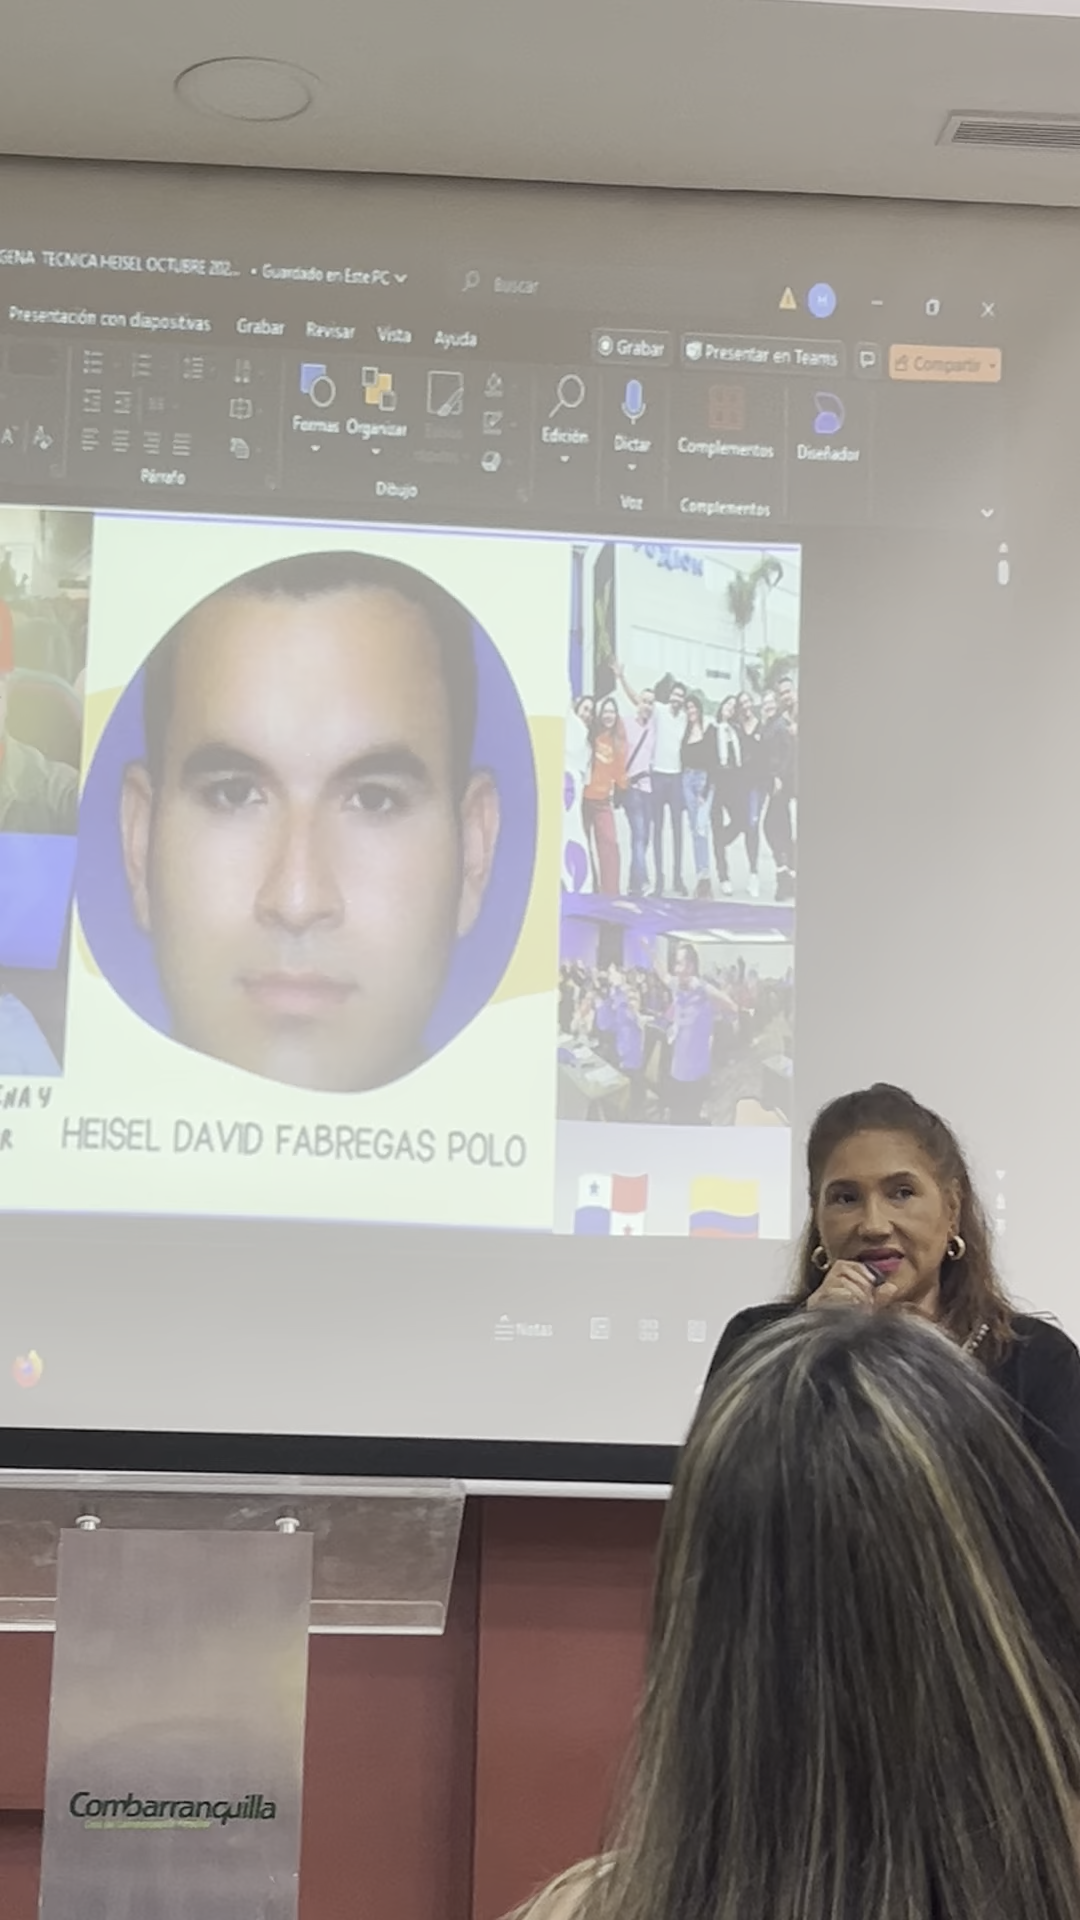 TECNICA HEISEL OCTUBRE 202... • Guardado en Este PC
Buscar
H
Presentación con diapositivas Grabar Revisar Vista Ayuda
Grabar
Presentar en Teams
Compartir
Formas Organizar
Edición
Dictar
Complementos
Diseñador
Párrafo
Dibujo
Voz
Complementos
HEISEL DAVID FABREGAS POLO
Notas
Combarranquilla